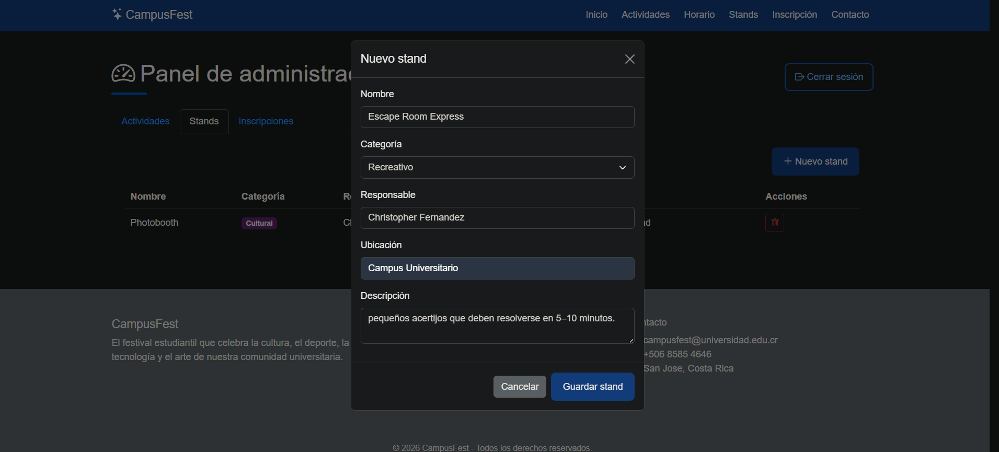 CampusFest
Inicio Actividades Horario Stands Inscripción Contacto
Nuevo stand
Panel de
Cerrar sesión
Nombre
Escape Room Express
Actividades Stands Inscripciones
Categoría
Recreativo
+ Nuevo stand
Responsable
Christopher Fernandez
Nombre Categoría Acciones
Photobooth Cultural
Ubicación
Campus Universitario
Descripción
pequeños acertijos que deben resolverse en 5–10 minutos.
Cancelar Guardar stand
CampusFest
El festival estudiantil que celebra la cultura, el deporte, la
tecnología y el arte de nuestra comunidad universitaria.
campusfest@universidad.edu.cr
+506 8585 4646
San Jose, Costa Rica
© 2026 CampusFest - Todos los derechos reservados.